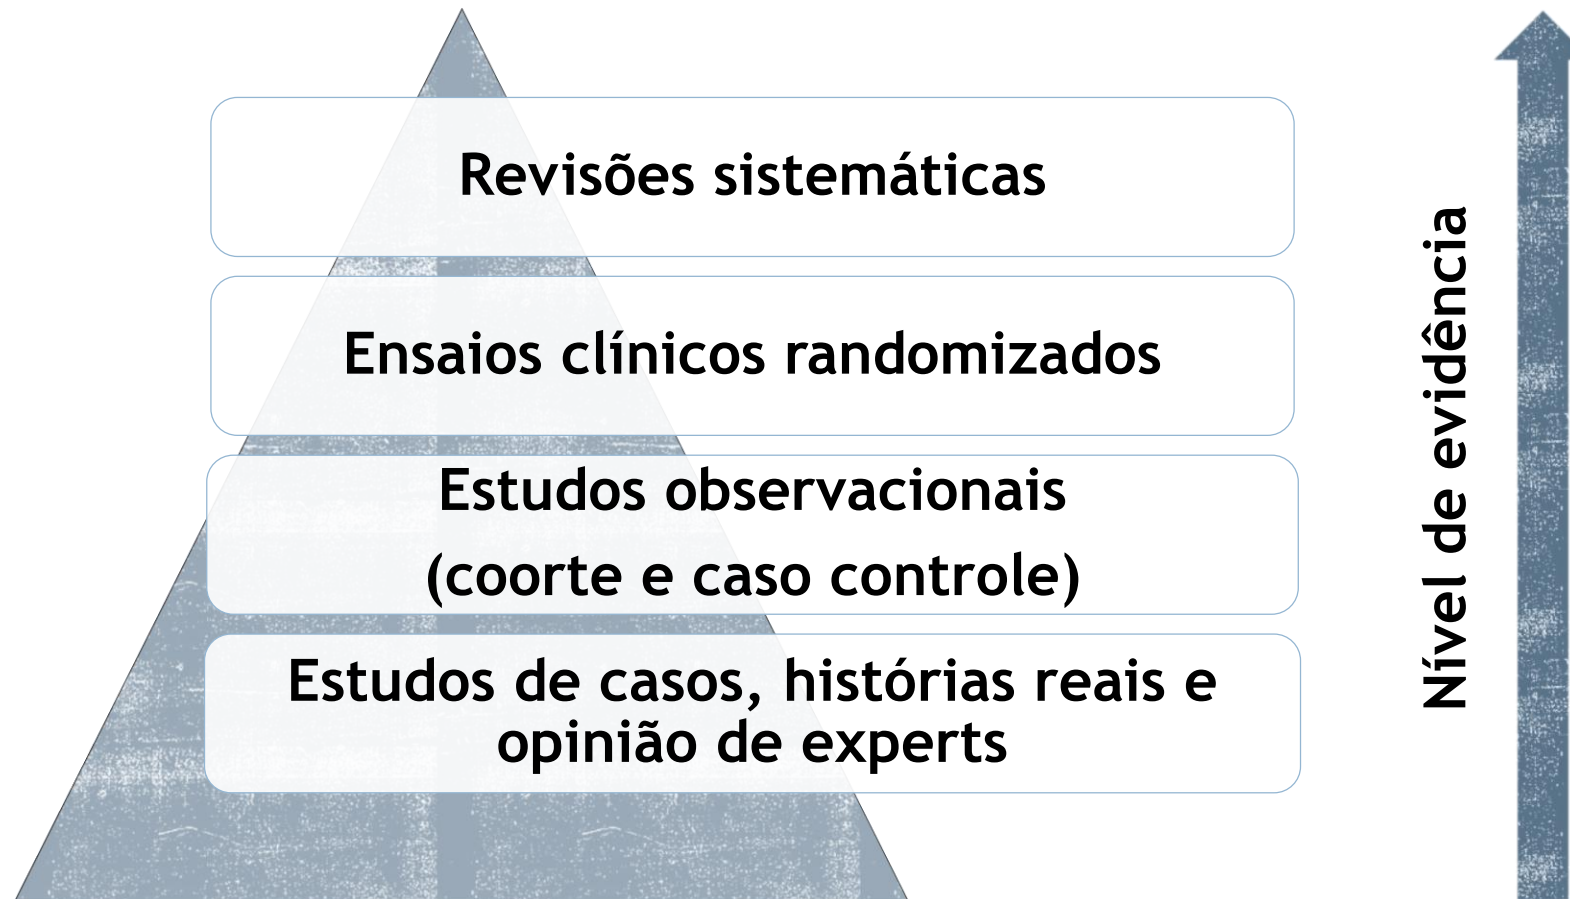 Revisões sistemáticas
Ensaios clínicos randomizados
Estudos observacionais
(coorte e caso controle)
Estudos de casos, histórias reais e
opinião de experts
Nível de evidência